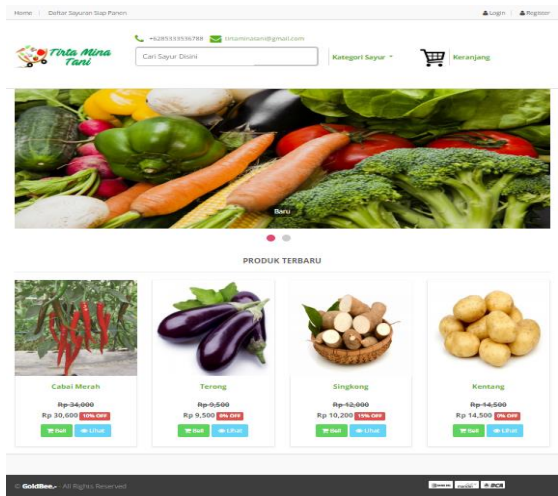 Home | Daftar Sayuran Siap Panen
Login Register
Tirta Mina
Tani
+6285333536788 tirtaminatani@gmail.com
Cari Sayur Disini
Kategori Sayur
Keranjang
Baru
PRODUK TERBARU
Cabai Merah
Rp 34,000
Rp 30,600 10% OFF
Beli Lihat
Terong
Rp 9,500
Rp 9,500 0% OFF
Beli Lihat
Singkong
Rp 12,000
Rp 10,200 15% OFF
Beli Lihat
Kentang
Rp 14,500
Rp 14,500 0% OFF
Beli Lihat
© GoldBee. - All Rights Reserved
BCA